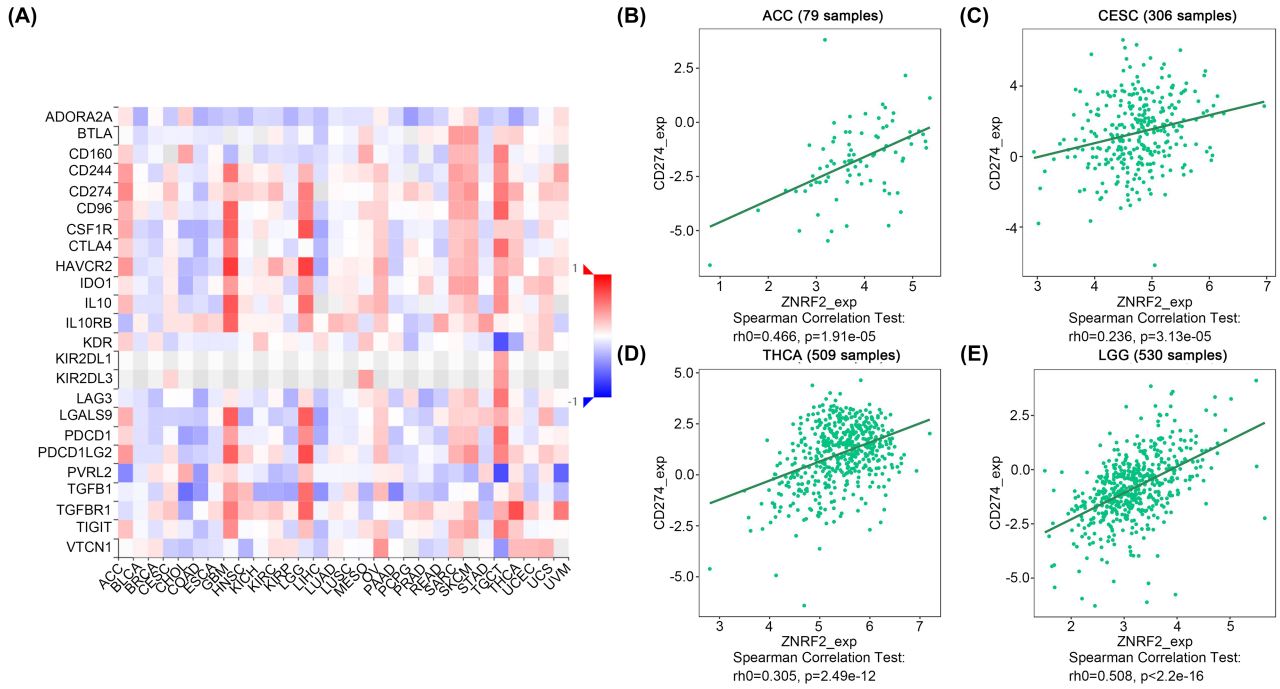 (A)
ADORA2A
BTLA
CD160
CD244
CD274
CD96
CSF1R
CTLA4
HAVCR2
IDO1
IL10
IL10RB
KDR
KIR2DL1
KIR2DL3
LAG3
LGALS9
PDCD1
PDCD1LG2
PVRL2
TGFB1
TGFBR1
TIGIT
VTCN1
ACC
BLCA
BRCA
CESC
CHOL
COAD
ESCA
GBM
HNSC
KICH
KIRC
KIRP
LGG
LIHC
LUAD
LUSC
MESO
OV
PAAD
PCPG
PRAD
READ
SARC
SKCM
STAD
TGCT
THCA
UCEC
UCS
UVM
1
-1
(B)
ACC (79 samples)
CD274_exp
2.5
0.0
-2.5
-5.0
1 2 3 4 5
ZNRF2_exp
Spearman Correlation Test:
rh0=0.466, p=1.91e-05
(C)
CESC (306 samples)
CD274_exp
4
0
-4
3 4 5 6 7
ZNRF2_exp
Spearman Correlation Test:
rh0=0.236, p=3.13e-05
(D)
THCA (509 samples)
CD274_exp
5.0
2.5
0.0
-2.5
-5.0
3 4 5 6 7
ZNRF2_exp
Spearman Correlation Test:
rh0=0.305, p=2.49e-12
(E)
LGG (530 samples)
CD274_exp
2.5
0.0
-2.5
-5.0
2 3 4 5
ZNRF2_exp
Spearman Correlation Test:
rh0=0.508, p<2.2e-16